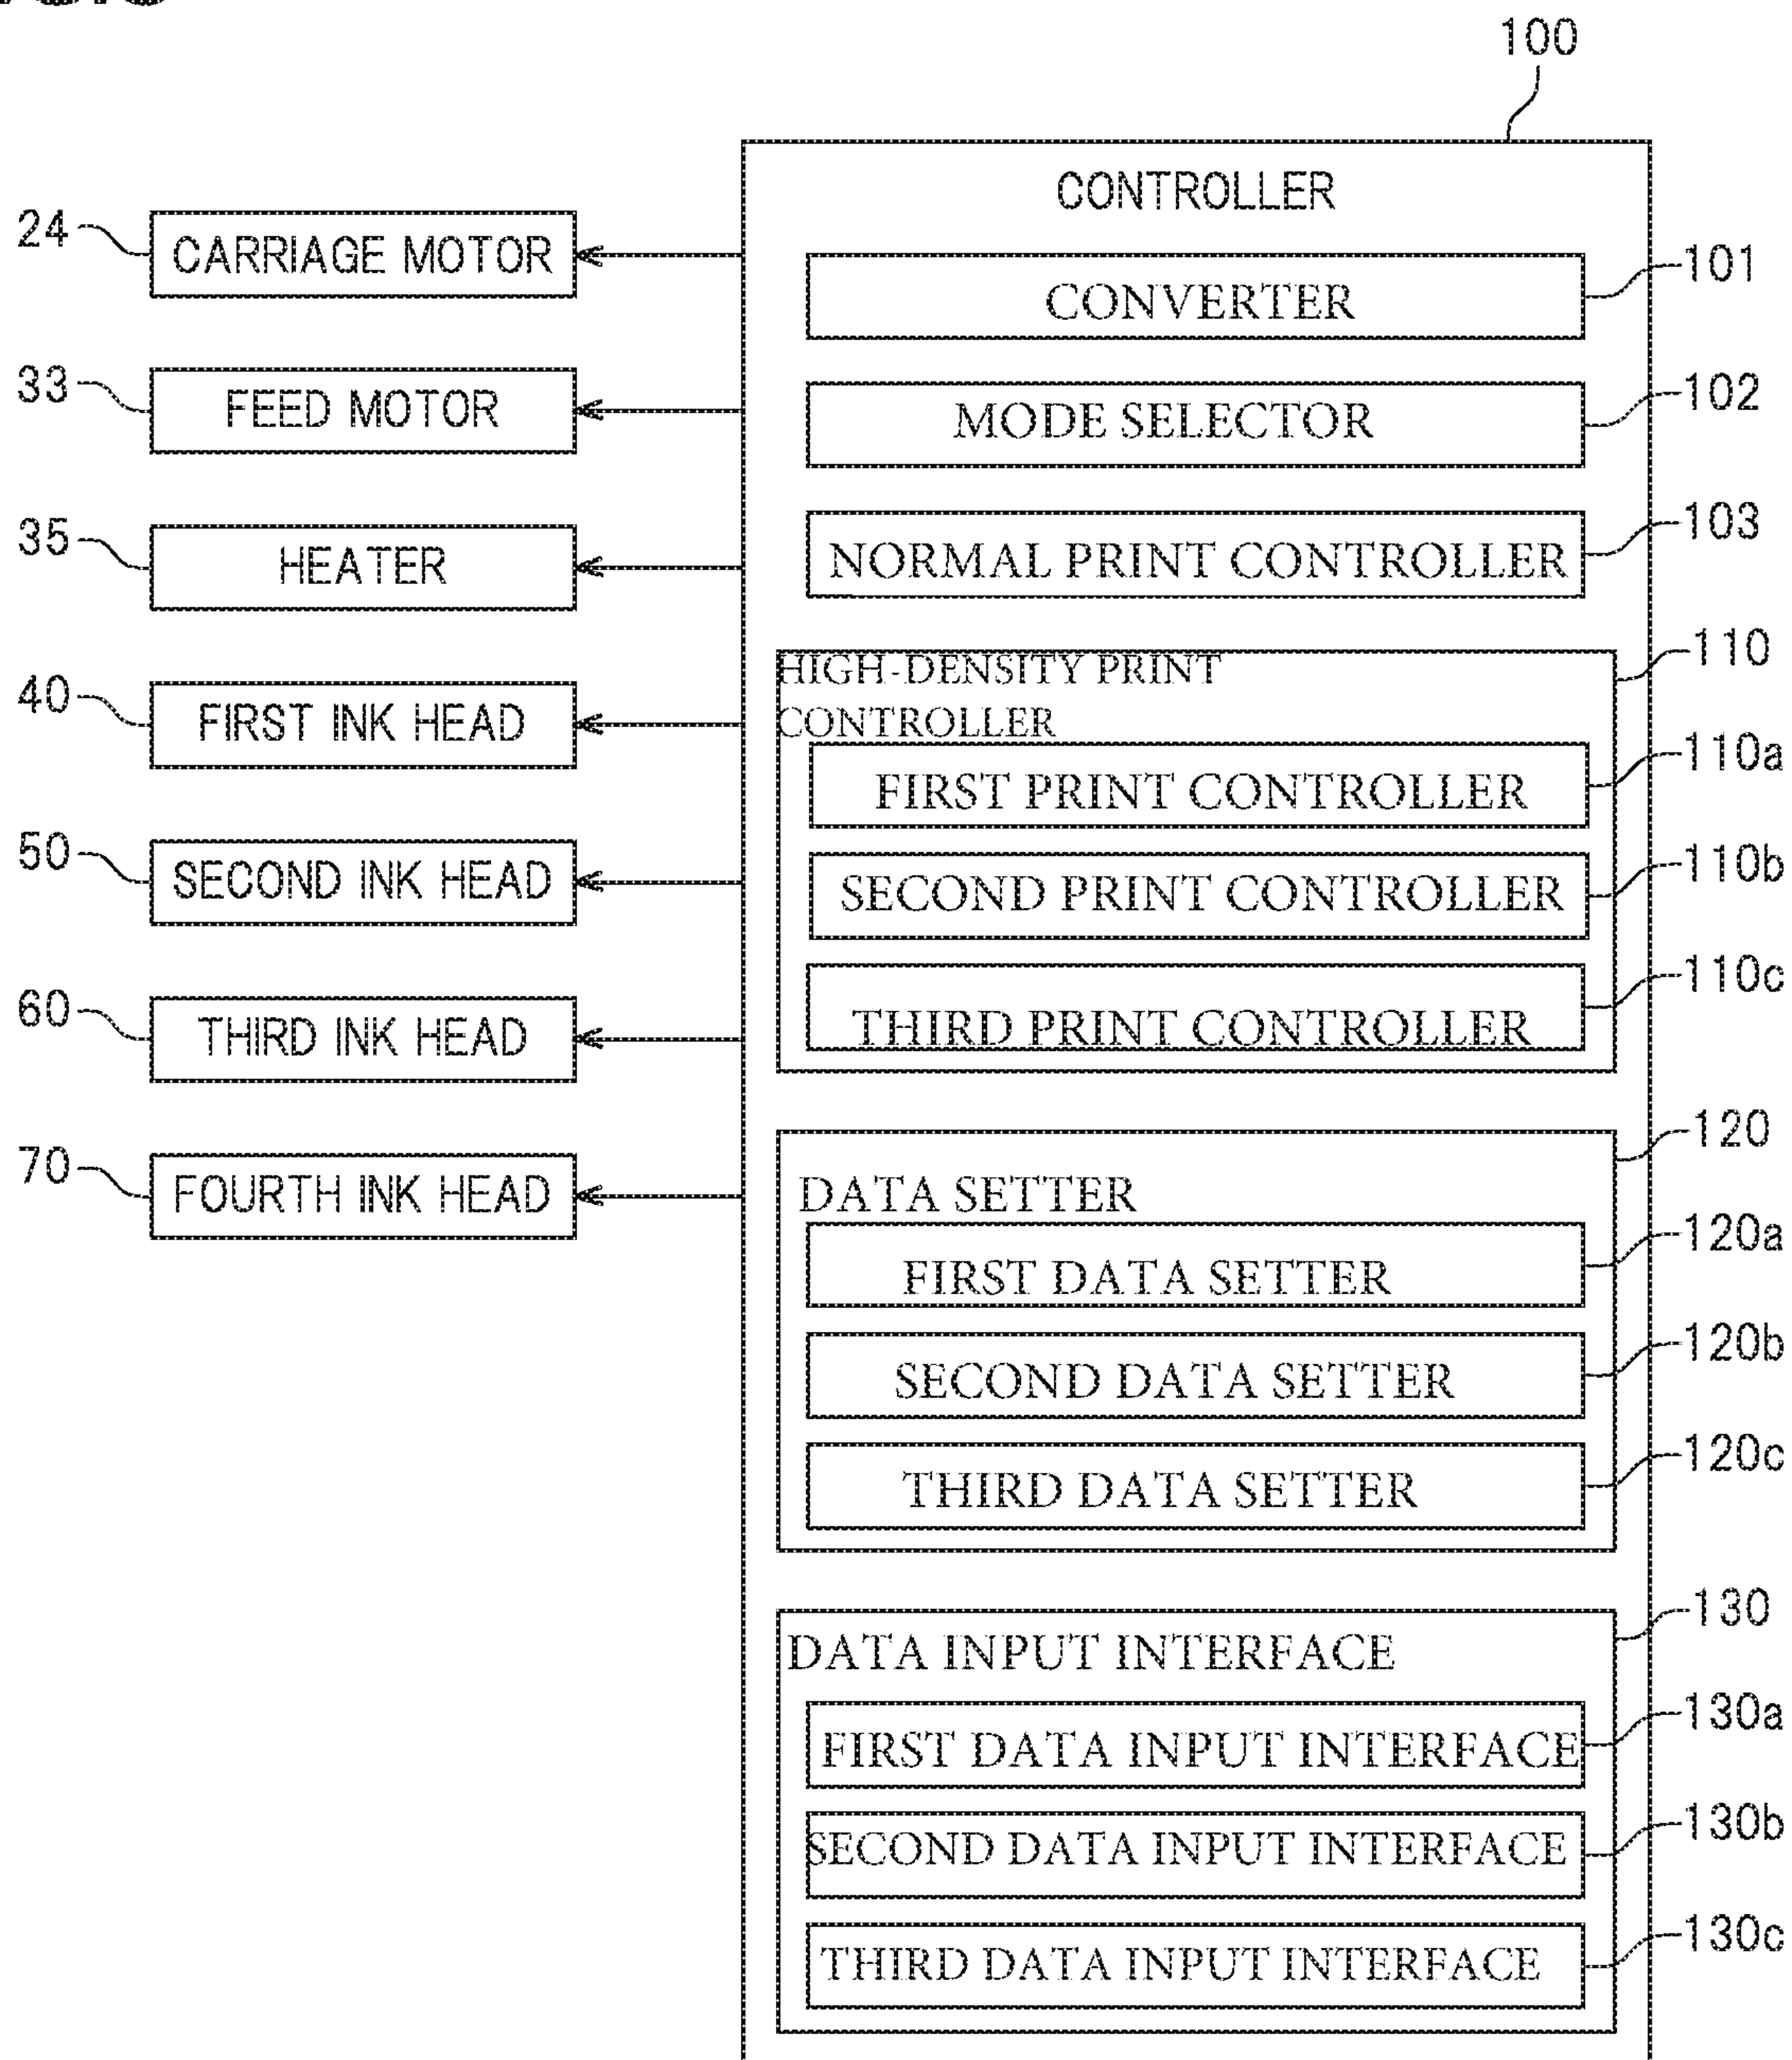 100
CONTROLLER
24 CARRIAGE MOTOR
33 FEED MOTOR
35 HEATER
40 FIRST INK HEAD
50 SECOND INK HEAD
60 THIRD INK HEAD
70 FOURTH INK HEAD
CONVERTER 101
MODE SELECTOR 102
NORMAL PRINT CONTROLLER 103
HIGH-DENSITY PRINT 110
CONTROLLER
FIRST PRINT CONTROLLER 110a
SECOND PRINT CONTROLLER 110b
THIRD PRINT CONTROLLER 110c
120
DATA SETTER
FIRST DATA SETTER 120a
SECOND DATA SETTER 120b
THIRD DATA SETTER 120c
130
DATA INPUT INTERFACE
FIRST DATA INPUT INTERFACE 130a
SECOND DATA INPUT INTERFACE 130b
THIRD DATA INPUT INTERFACE 130c